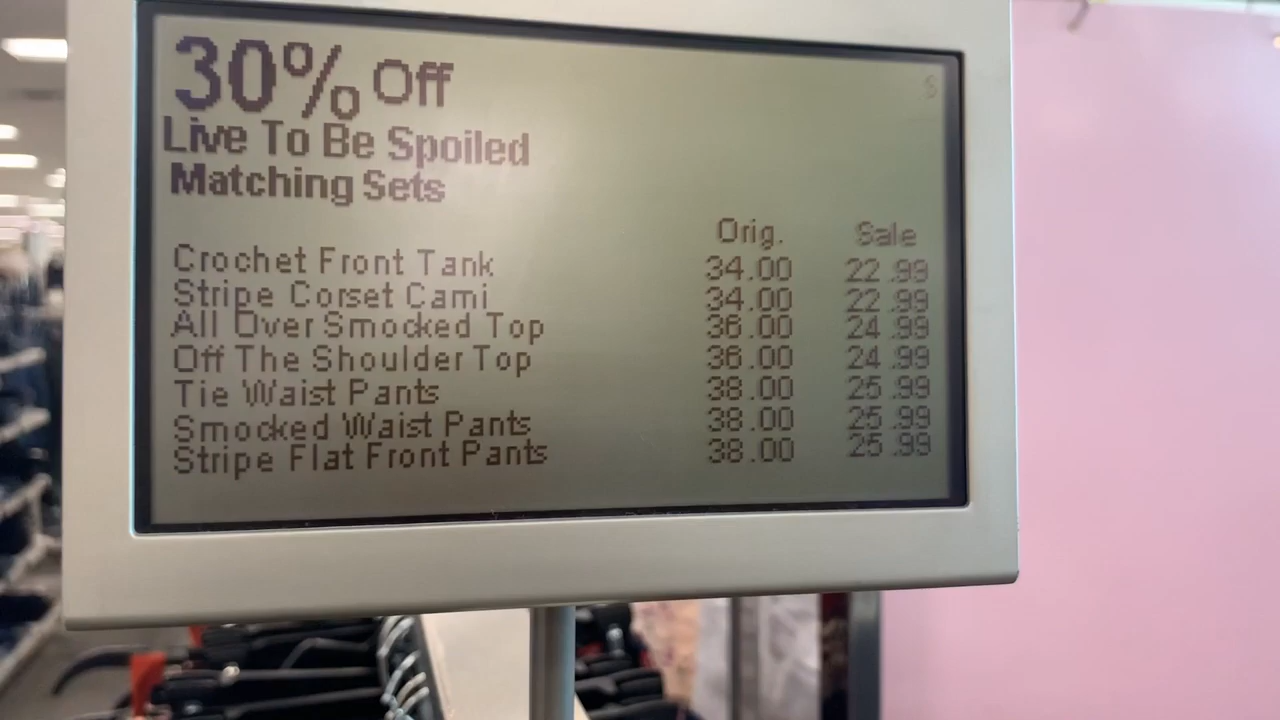 30% Off
$
Live To Be Spoiled
Matching Sets
Orig. Sale
Crochet Front Tank 34.00 22.99
Stripe Corset Cami 34.00 22.99
All Over Smocked Top 36.00 24.99
Off The Shoulder Top 36.00 24.99
Tie Waist Pants 38.00 25.99
Smocked Waist Pants 38.00 25.99
Stripe Flat Front Pants 38.00 25.99